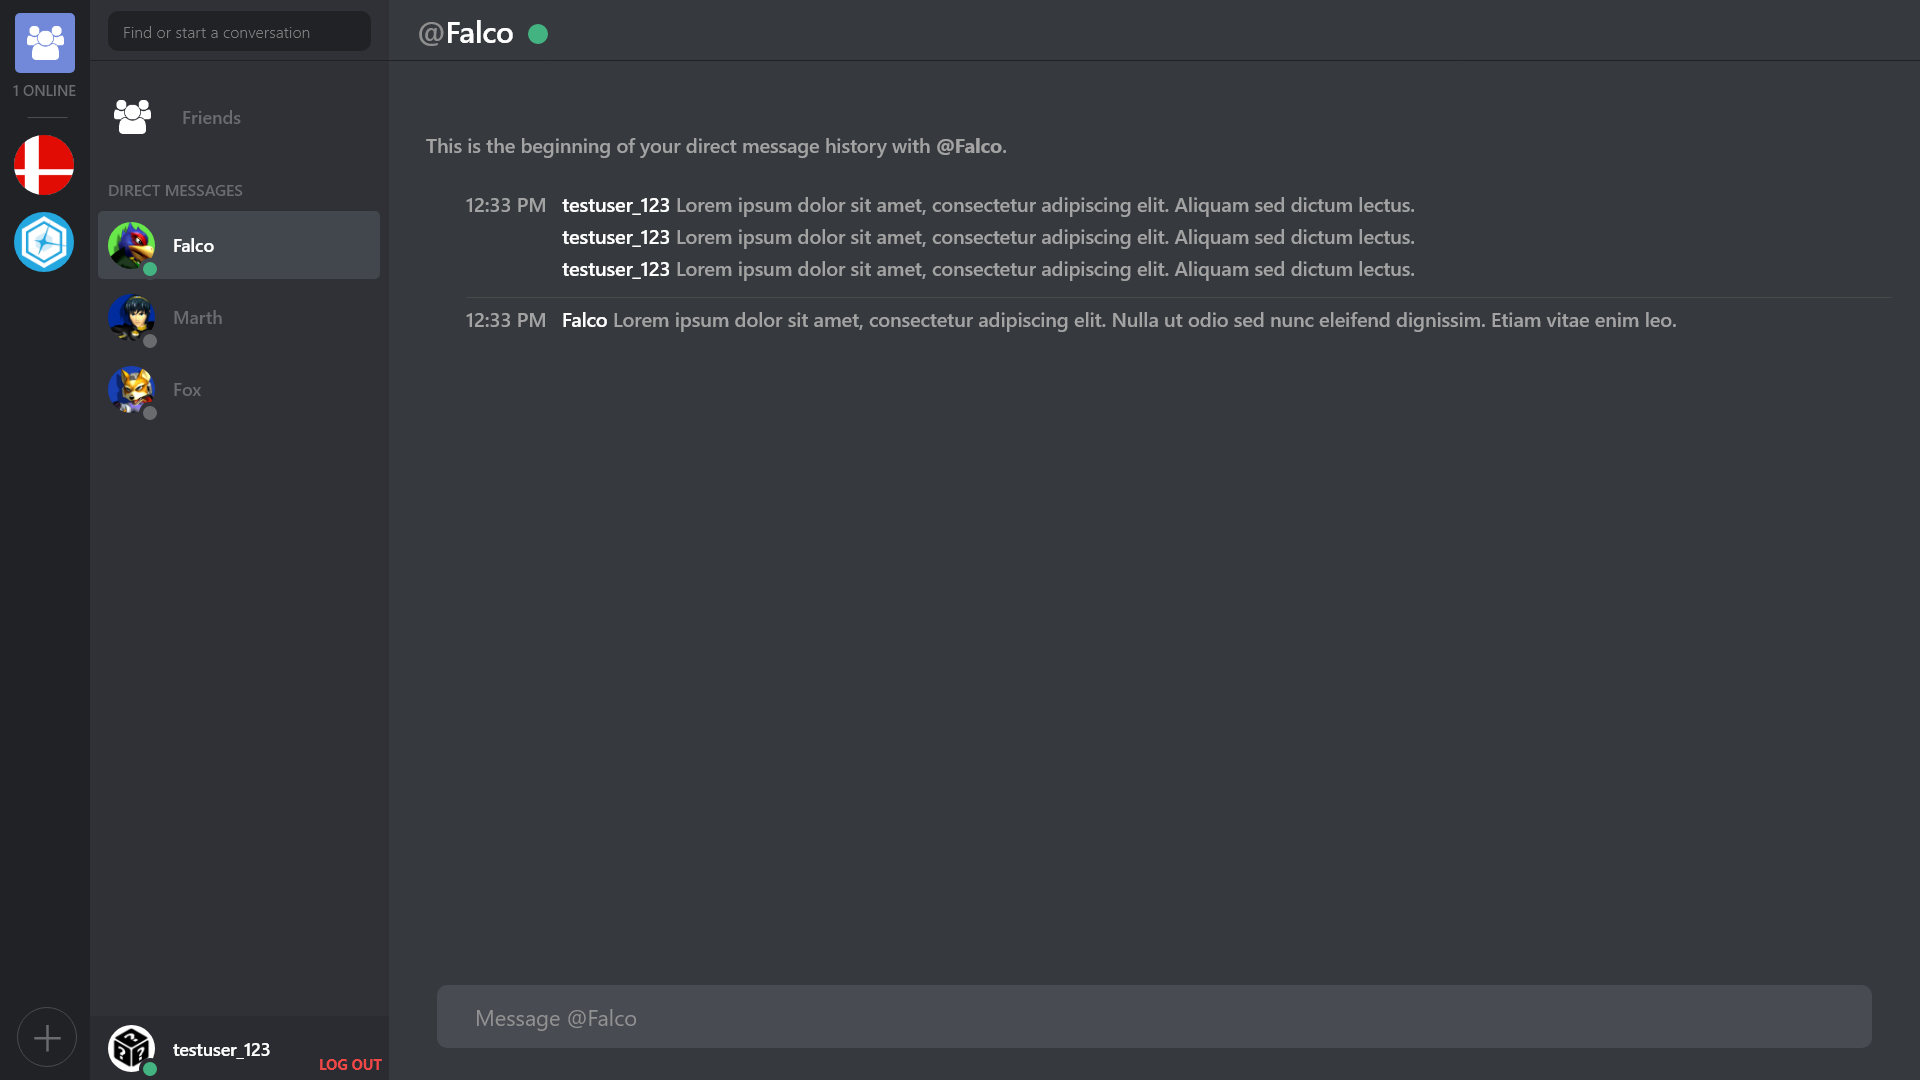 1 ONLINE
Find or start a conversation
Friends
DIRECT MESSAGES
Falco
Marth
Fox
testuser_123
LOG OUT
@Falco
This is the beginning of your direct message history with @Falco.
12:33 PM testuser_123 Lorem ipsum dolor sit amet, consectetur adipiscing elit. Aliquam sed dictum lectus.
testuser_123 Lorem ipsum dolor sit amet, consectetur adipiscing elit. Aliquam sed dictum lectus.
testuser_123 Lorem ipsum dolor sit amet, consectetur adipiscing elit. Aliquam sed dictum lectus.
12:33 PM Falco Lorem ipsum dolor sit amet, consectetur adipiscing elit. Nulla ut odio sed nunc eleifend dignissim. Etiam vitae enim leo.
Message @Falco